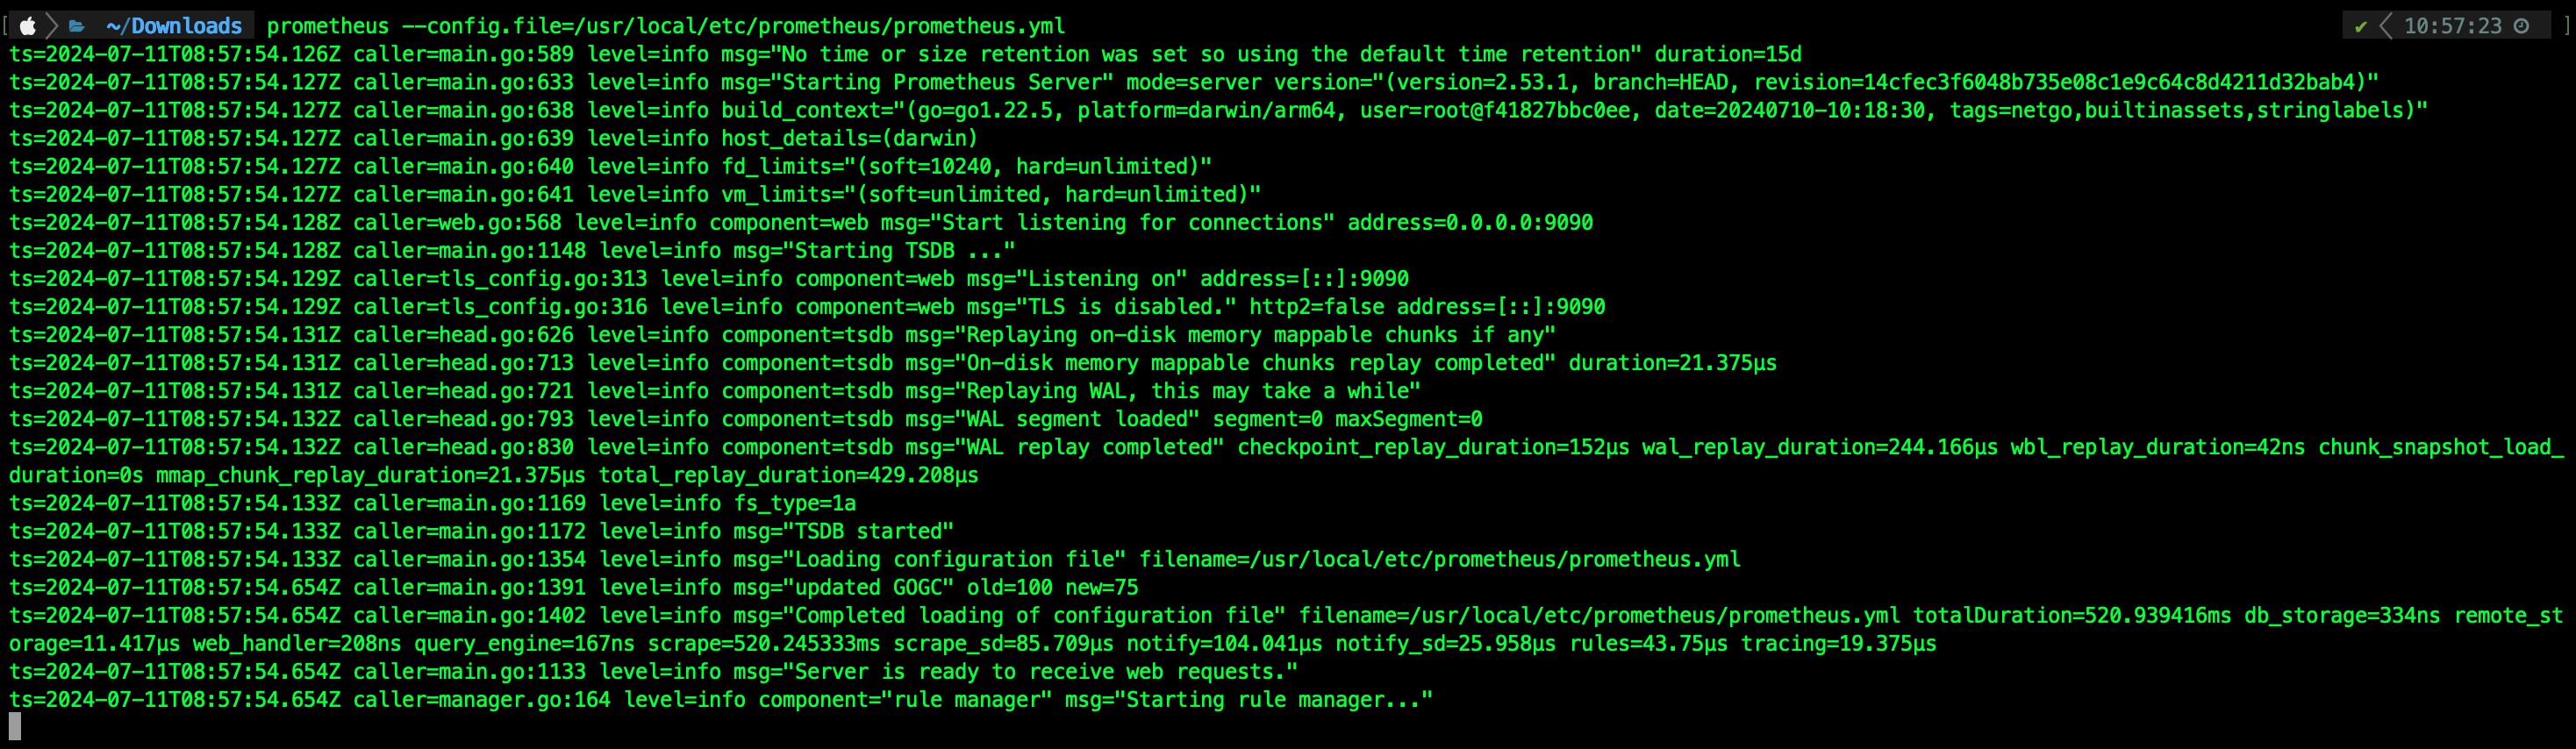 [ ~/Downloads prometheus --config.file=/usr/local/etc/prometheus/prometheus.yml ✔ 10:57:23 ]
ts=2024-07-11T08:57:54.126Z caller=main.go:589 level=info msg="No time or size retention was set so using the default time retention" duration=15d
ts=2024-07-11T08:57:54.127Z caller=main.go:633 level=info msg="Starting Prometheus Server" mode=server version="(version=2.53.1, branch=HEAD, revision=14cfec3f6048b735e08c1e9c64c8d4211d32bab4)"
ts=2024-07-11T08:57:54.127Z caller=main.go:638 level=info build_context="(go=go1.22.5, platform=darwin/arm64, user=root@f41827bbc0ee, date=20240710-10:18:30, tags=netgo,builtinassets,stringlabels)"
ts=2024-07-11T08:57:54.127Z caller=main.go:639 level=info host_details=(darwin)
ts=2024-07-11T08:57:54.127Z caller=main.go:640 level=info fd_limits="(soft=10240, hard=unlimited)"
ts=2024-07-11T08:57:54.127Z caller=main.go:641 level=info vm_limits="(soft=unlimited, hard=unlimited)"
ts=2024-07-11T08:57:54.128Z caller=web.go:568 level=info component=web msg="Start listening for connections" address=0.0.0.0:9090
ts=2024-07-11T08:57:54.128Z caller=main.go:1148 level=info msg="Starting TSDB ..."
ts=2024-07-11T08:57:54.129Z caller=tls_config.go:313 level=info component=web msg="Listening on" address=[::]:9090
ts=2024-07-11T08:57:54.129Z caller=tls_config.go:316 level=info component=web msg="TLS is disabled." http2=false address=[::]:9090
ts=2024-07-11T08:57:54.131Z caller=head.go:626 level=info component=tsdb msg="Replaying on-disk memory mappable chunks if any"
ts=2024-07-11T08:57:54.131Z caller=head.go:713 level=info component=tsdb msg="On-disk memory mappable chunks replay completed" duration=21.375µs
ts=2024-07-11T08:57:54.131Z caller=head.go:721 level=info component=tsdb msg="Replaying WAL, this may take a while"
ts=2024-07-11T08:57:54.132Z caller=head.go:793 level=info component=tsdb msg="WAL segment loaded" segment=0 maxSegment=0
ts=2024-07-11T08:57:54.132Z caller=head.go:830 level=info component=tsdb msg="WAL replay completed" checkpoint_replay_duration=152µs wal_replay_duration=244.166µs wbl_replay_duration=42ns chunk_snapshot_load_
duration=0s mmap_chunk_replay_duration=21.375µs total_replay_duration=429.208µs
ts=2024-07-11T08:57:54.133Z caller=main.go:1169 level=info fs_type=1a
ts=2024-07-11T08:57:54.133Z caller=main.go:1172 level=info msg="TSDB started"
ts=2024-07-11T08:57:54.133Z caller=main.go:1354 level=info msg="Loading configuration file" filename=/usr/local/etc/prometheus/prometheus.yml
ts=2024-07-11T08:57:54.654Z caller=main.go:1391 level=info msg="updated GOGC" old=100 new=75
ts=2024-07-11T08:57:54.654Z caller=main.go:1402 level=info msg="Completed loading of configuration file" filename=/usr/local/etc/prometheus/prometheus.yml totalDuration=520.939416ms db_storage=334ns remote_st
orage=11.417µs web_handler=208ns query_engine=167ns scrape=520.245333ms scrape_sd=85.709µs notify=104.041µs notify_sd=25.958µs rules=43.75µs tracing=19.375µs
ts=2024-07-11T08:57:54.654Z caller=main.go:1133 level=info msg="Server is ready to receive web requests."
ts=2024-07-11T08:57:54.654Z caller=manager.go:164 level=info component="rule manager" msg="Starting rule manager..."